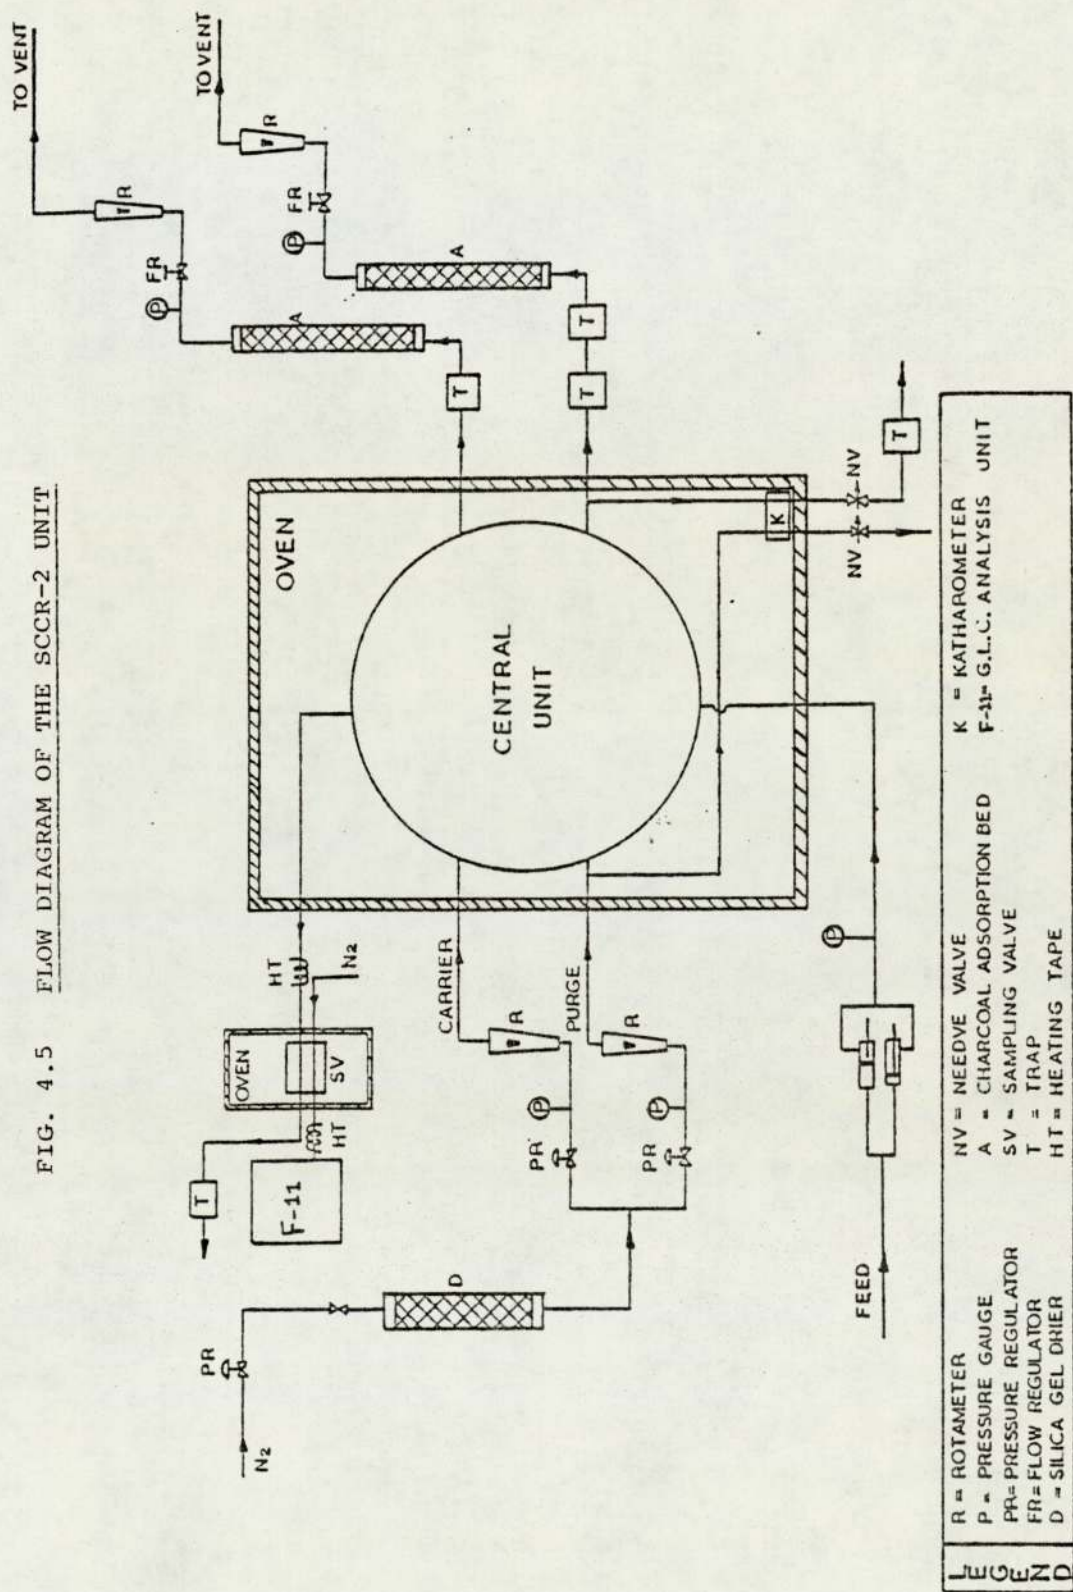 FIG. 4.5 FLOW DIAGRAM OF THE SCCR-2 UNIT
TO VENT
TO VENT
R
R
FR
FR
P
P
A
A
T
T
T
OVEN
CENTRAL
UNIT
K
NV
NV
T
HT
N2
OVEN
SV
HT
T
F-11
CARRIER
PURGE
R
R
P
P
PR
PR
D
PR
N2
P
FEED
LEGEND
R = ROTAMETER
P = PRESSURE GAUGE
PR= PRESSURE REGULATOR
FR= FLOW REGULATOR
D = SILICA GEL DRIER
NV = NEEDVE VALVE
A = CHARCOAL ADSORPTION BED
SV = SAMPLING VALVE
T = TRAP
HT = HEATING TAPE
K = KATHAROMETER
F-11= G.L.C. ANALYSIS UNIT